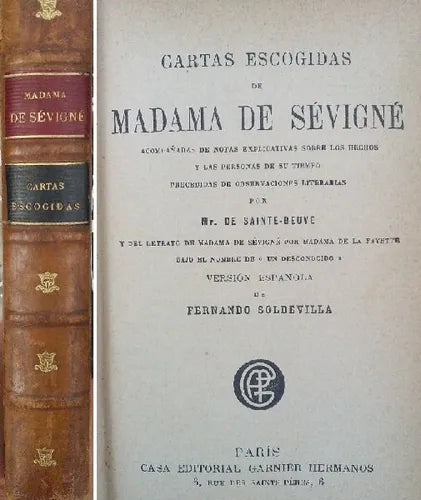 MADAMA
DE SÉVIGNÉ
CARTAS
ESCOGIDAS
CARTAS ESCOGIDAS
DE
MADAMA DE SÉVIGNÉ
ACOMPAÑADAS DE NOTAS EXPLICATIVAS SOBRE LOS HECHOS
Y LAS PERSONAS DE SU TIEMPO
PRECEDIDAS DE OBSERVACIONES LITERARIAS
POR
Mr. DE SAINTE-BEUVE
Y DEL RETRATO DE MADAMA DE SÉVIGNÉ POR MADAMA DE LA FAYETTE
BAJO EL NOMBRE DE « UN DESCONOCIDO »
VERSIÓN ESPAÑOLA
DE
FERNANDO SOLDEVILLA
PARÍS
CASA EDITORIAL GARNIER HERMANOS
6, RUE DES SAINTS PÈRES, 6